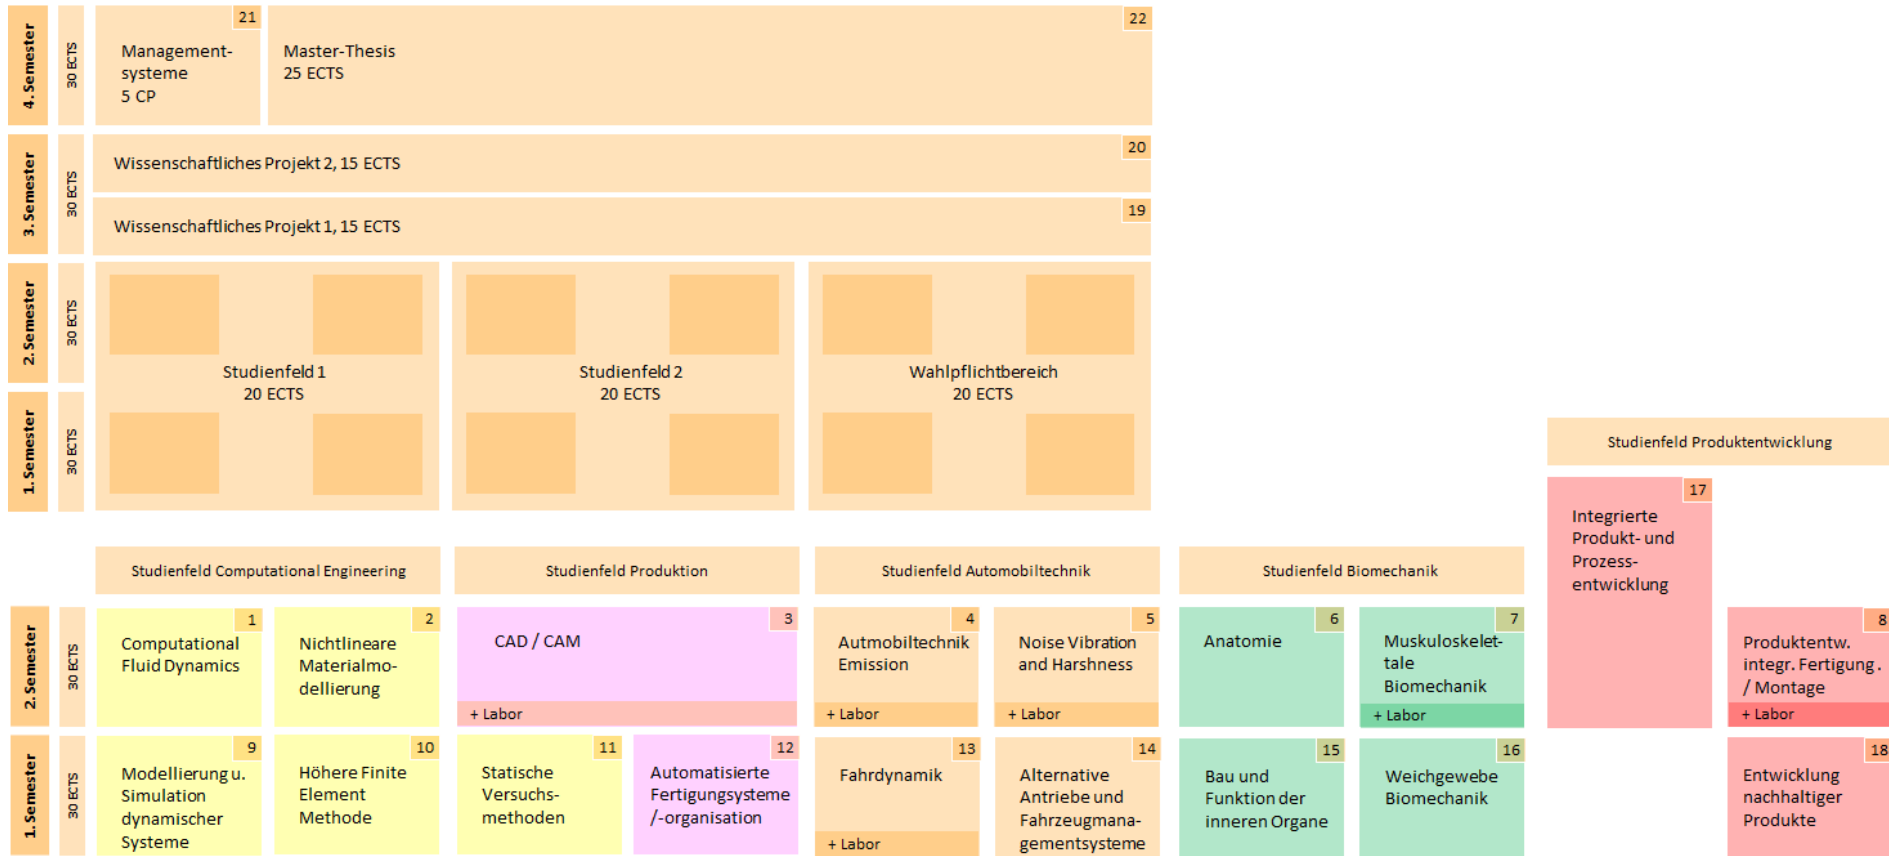 4. Semester
30 ECTS
21
Management-
systeme
5 CP
22
Master-Thesis
25 ECTS
3. Semester
30 ECTS
20
Wissenschaftliches Projekt 2, 15 ECTS
19
Wissenschaftliches Projekt 1, 15 ECTS
2. Semester
30 ECTS
1. Semester
30 ECTS
Studienfeld 1
20 ECTS
Studienfeld 2
20 ECTS
Wahlpflichtbereich
20 ECTS
Studienfeld Produktentwicklung
17
Integrierte
Produkt- und
Prozess-
entwicklung
Studienfeld Computational Engineering
Studienfeld Produktion
Studienfeld Automobiltechnik
Studienfeld Biomechanik
2. Semester
30 ECTS
1
Computational
Fluid Dynamics
2
Nichtlineare
Materialmo-
dellierung
3
CAD / CAM
+ Labor
4
Autmobiltechnik
Emission
+ Labor
5
Noise Vibration
and Harshness
+ Labor
6
Anatomie
7
Muskuloskelet-
tale
Biomechanik
+ Labor
8
Produktentw.
integr. Fertigung .
/ Montage
+ Labor
1. Semester
30 ECTS
9
Modellierung u.
Simulation
dynamischer
Systeme
10
Höhere Finite
Element
Methode
11
Statische
Versuchs-
methoden
12
Automatisierte
Fertigungsysteme
/-organisation
13
Fahrdynamik
+ Labor
14
Alternative
Antriebe und
Fahrzeugmana-
gementsysteme
15
Bau und
Funktion der
inneren Organe
16
Weichgewebe
Biomechanik
18
Entwicklung
nachhaltiger
Produkte